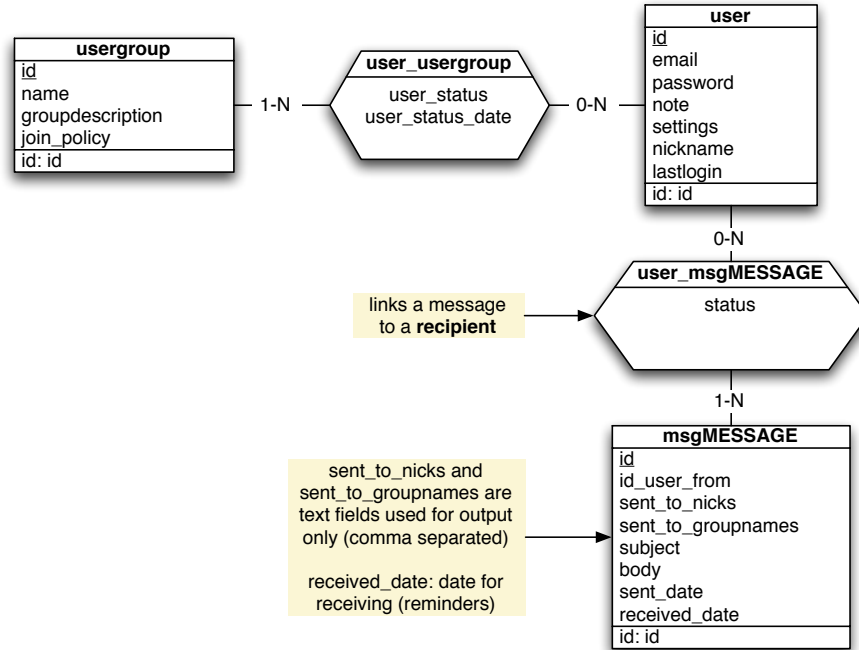 usergroup
id
name
groupdescription
join_policy
id: id
1-N
user_usergroup
user_status
user_status_date
0-N
user
id
email
password
note
settings
nickname
lastlogin
id: id
0-N
user_msgMESSAGE
status
links a message
to a recipient
1-N
msgMESSAGE
id
id_user_from
sent_to_nicks
sent_to_groupnames
subject
body
sent_date
received_date
id: id
sent_to_nicks and
sent_to_groupnames are
text fields used for output
only (comma separated)
received_date: date for
receiving (reminders)